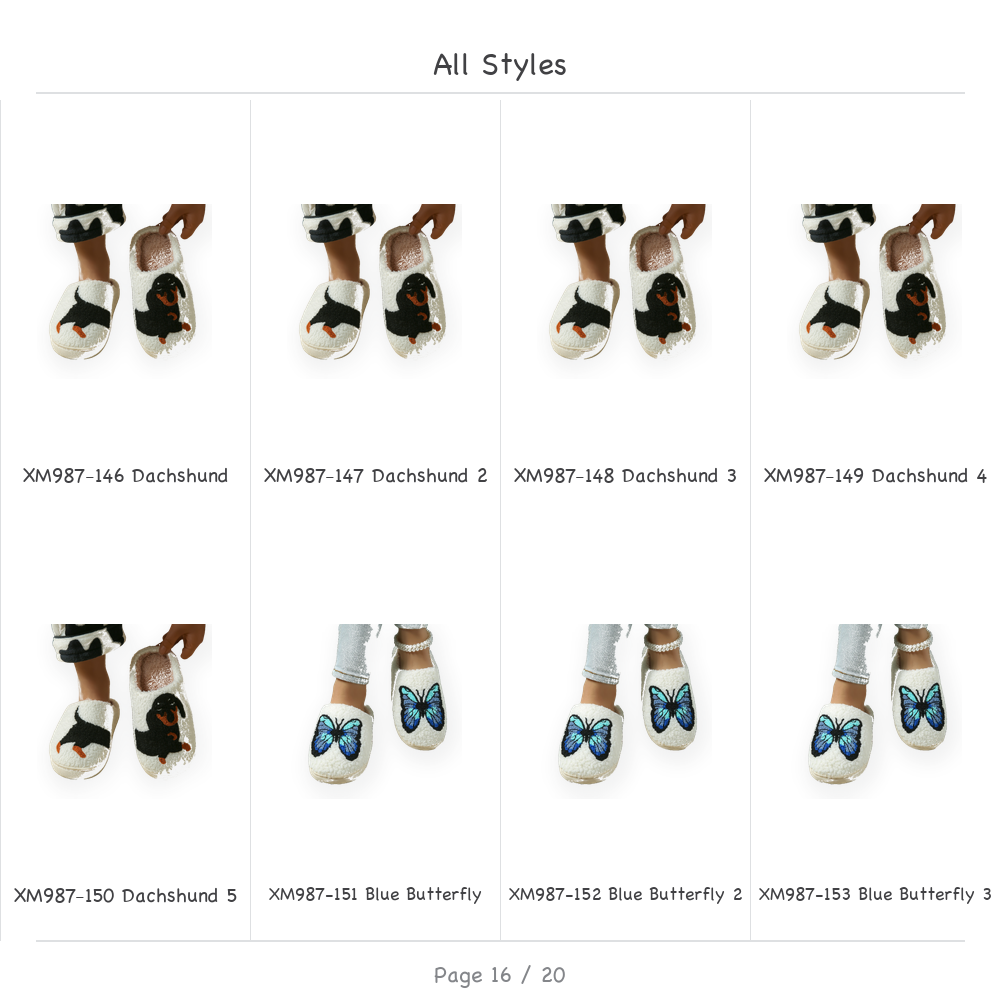 All Styles
XM987-146 Dachshund
XM987-147 Dachshund 2
XM987-148 Dachshund 3
XM987-149 Dachshund 4
XM987-150 Dachshund 5
XM987-151 Blue Butterfly
XM987-152 Blue Butterfly 2
XM987-153 Blue Butterfly 3
Page 16 / 20